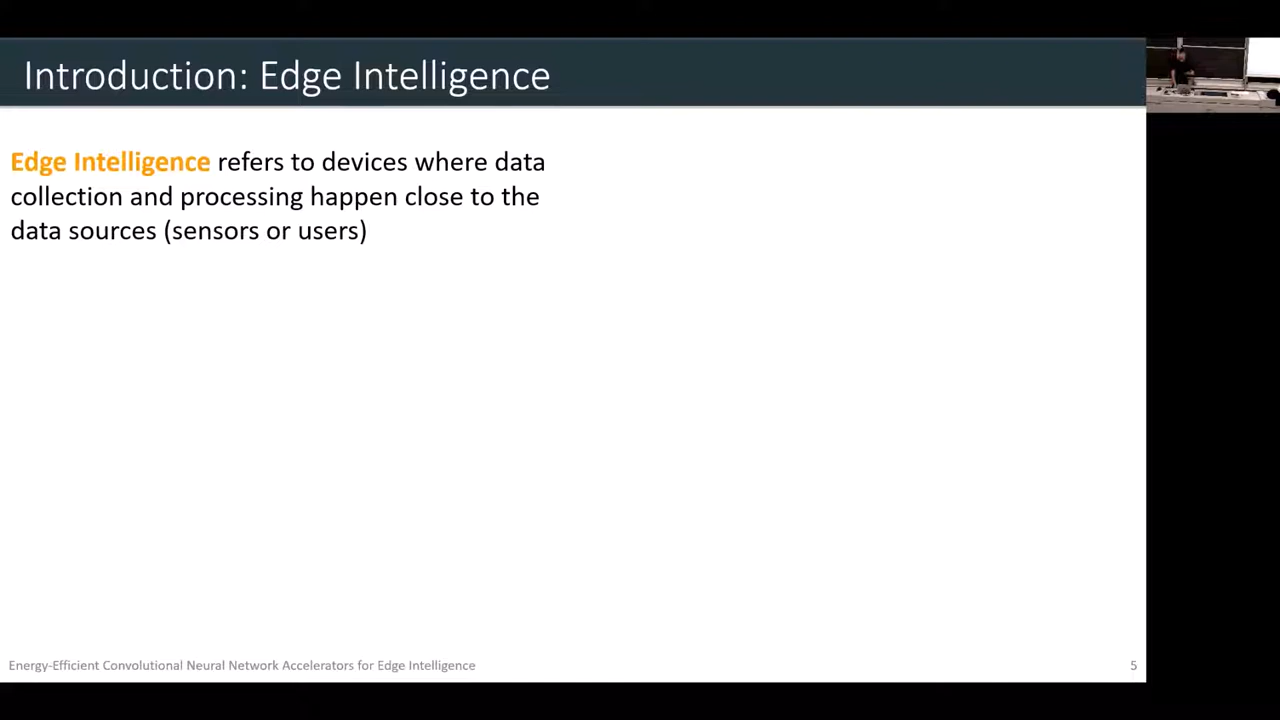 Introduction: Edge Intelligence
Edge Intelligence refers to devices where data
collection and processing happen close to the
data sources (sensors or users)
Energy-Efficient Convolutional Neural Network Accelerators for Edge Intelligence
5